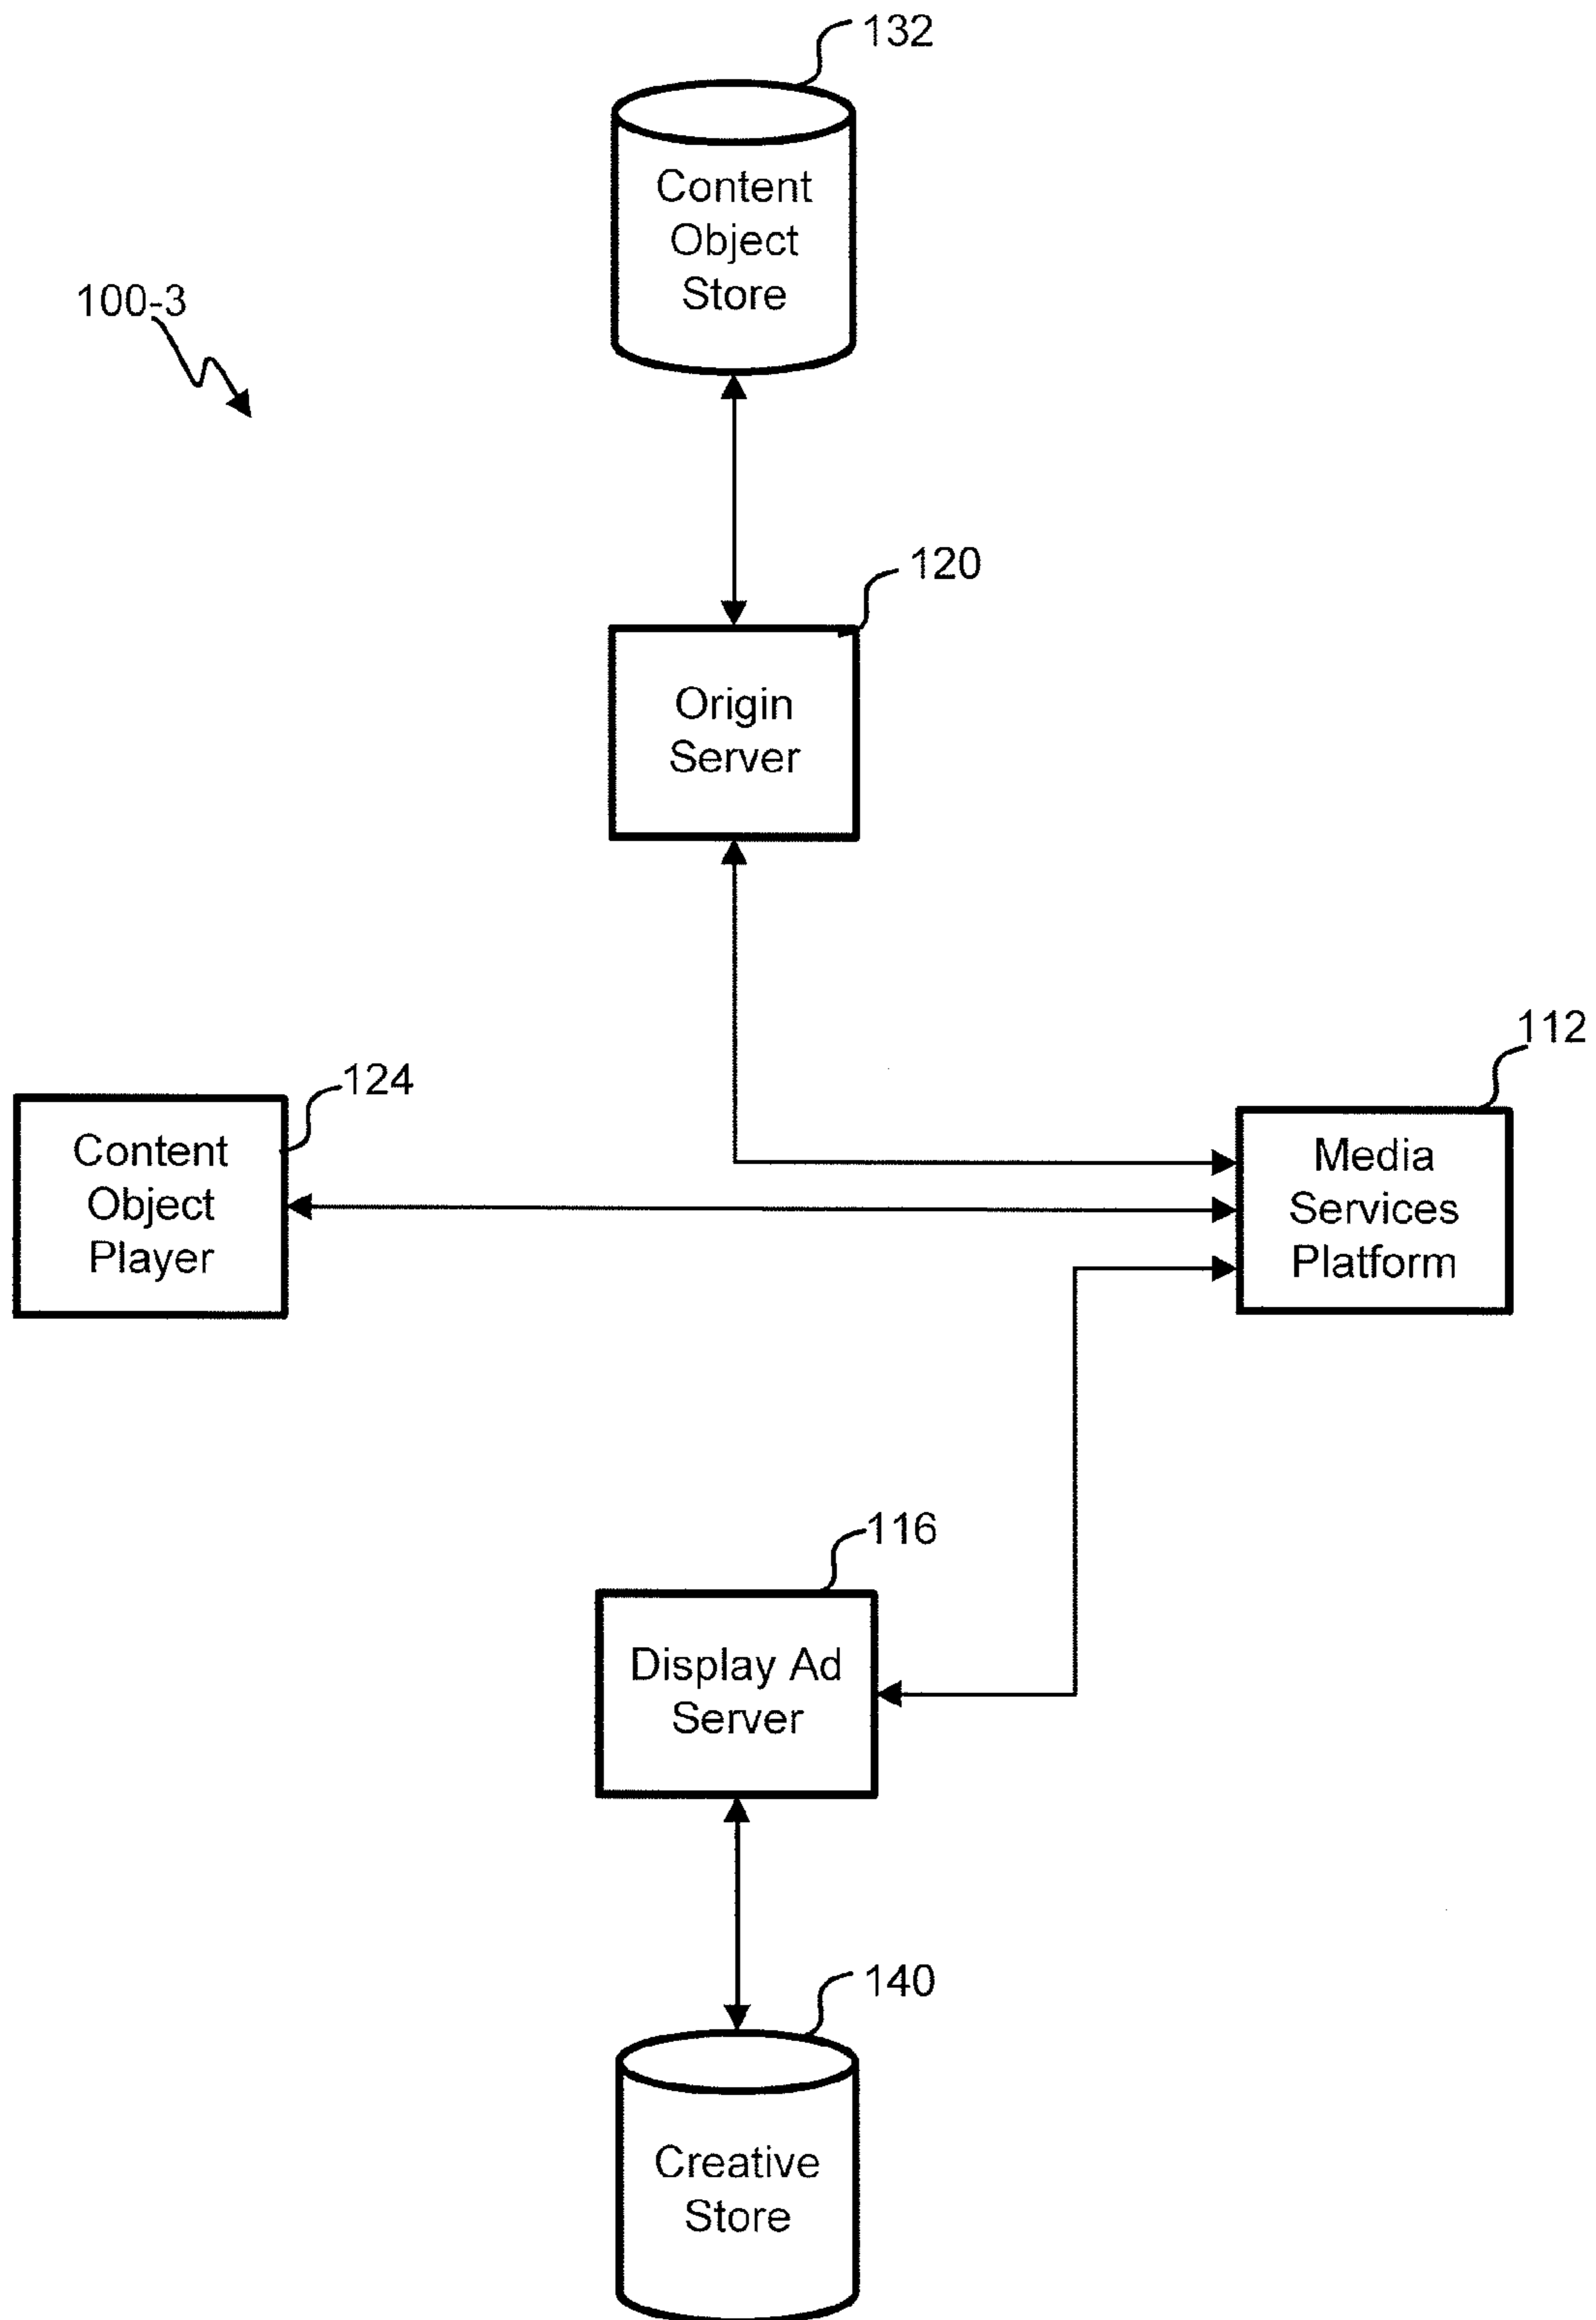 132
Content
Object
Store
100-3
120
Origin
Server
112
124
Content
Object
Player
Media
Services
Platform
116
Display Ad
Server
140
Creative
Store